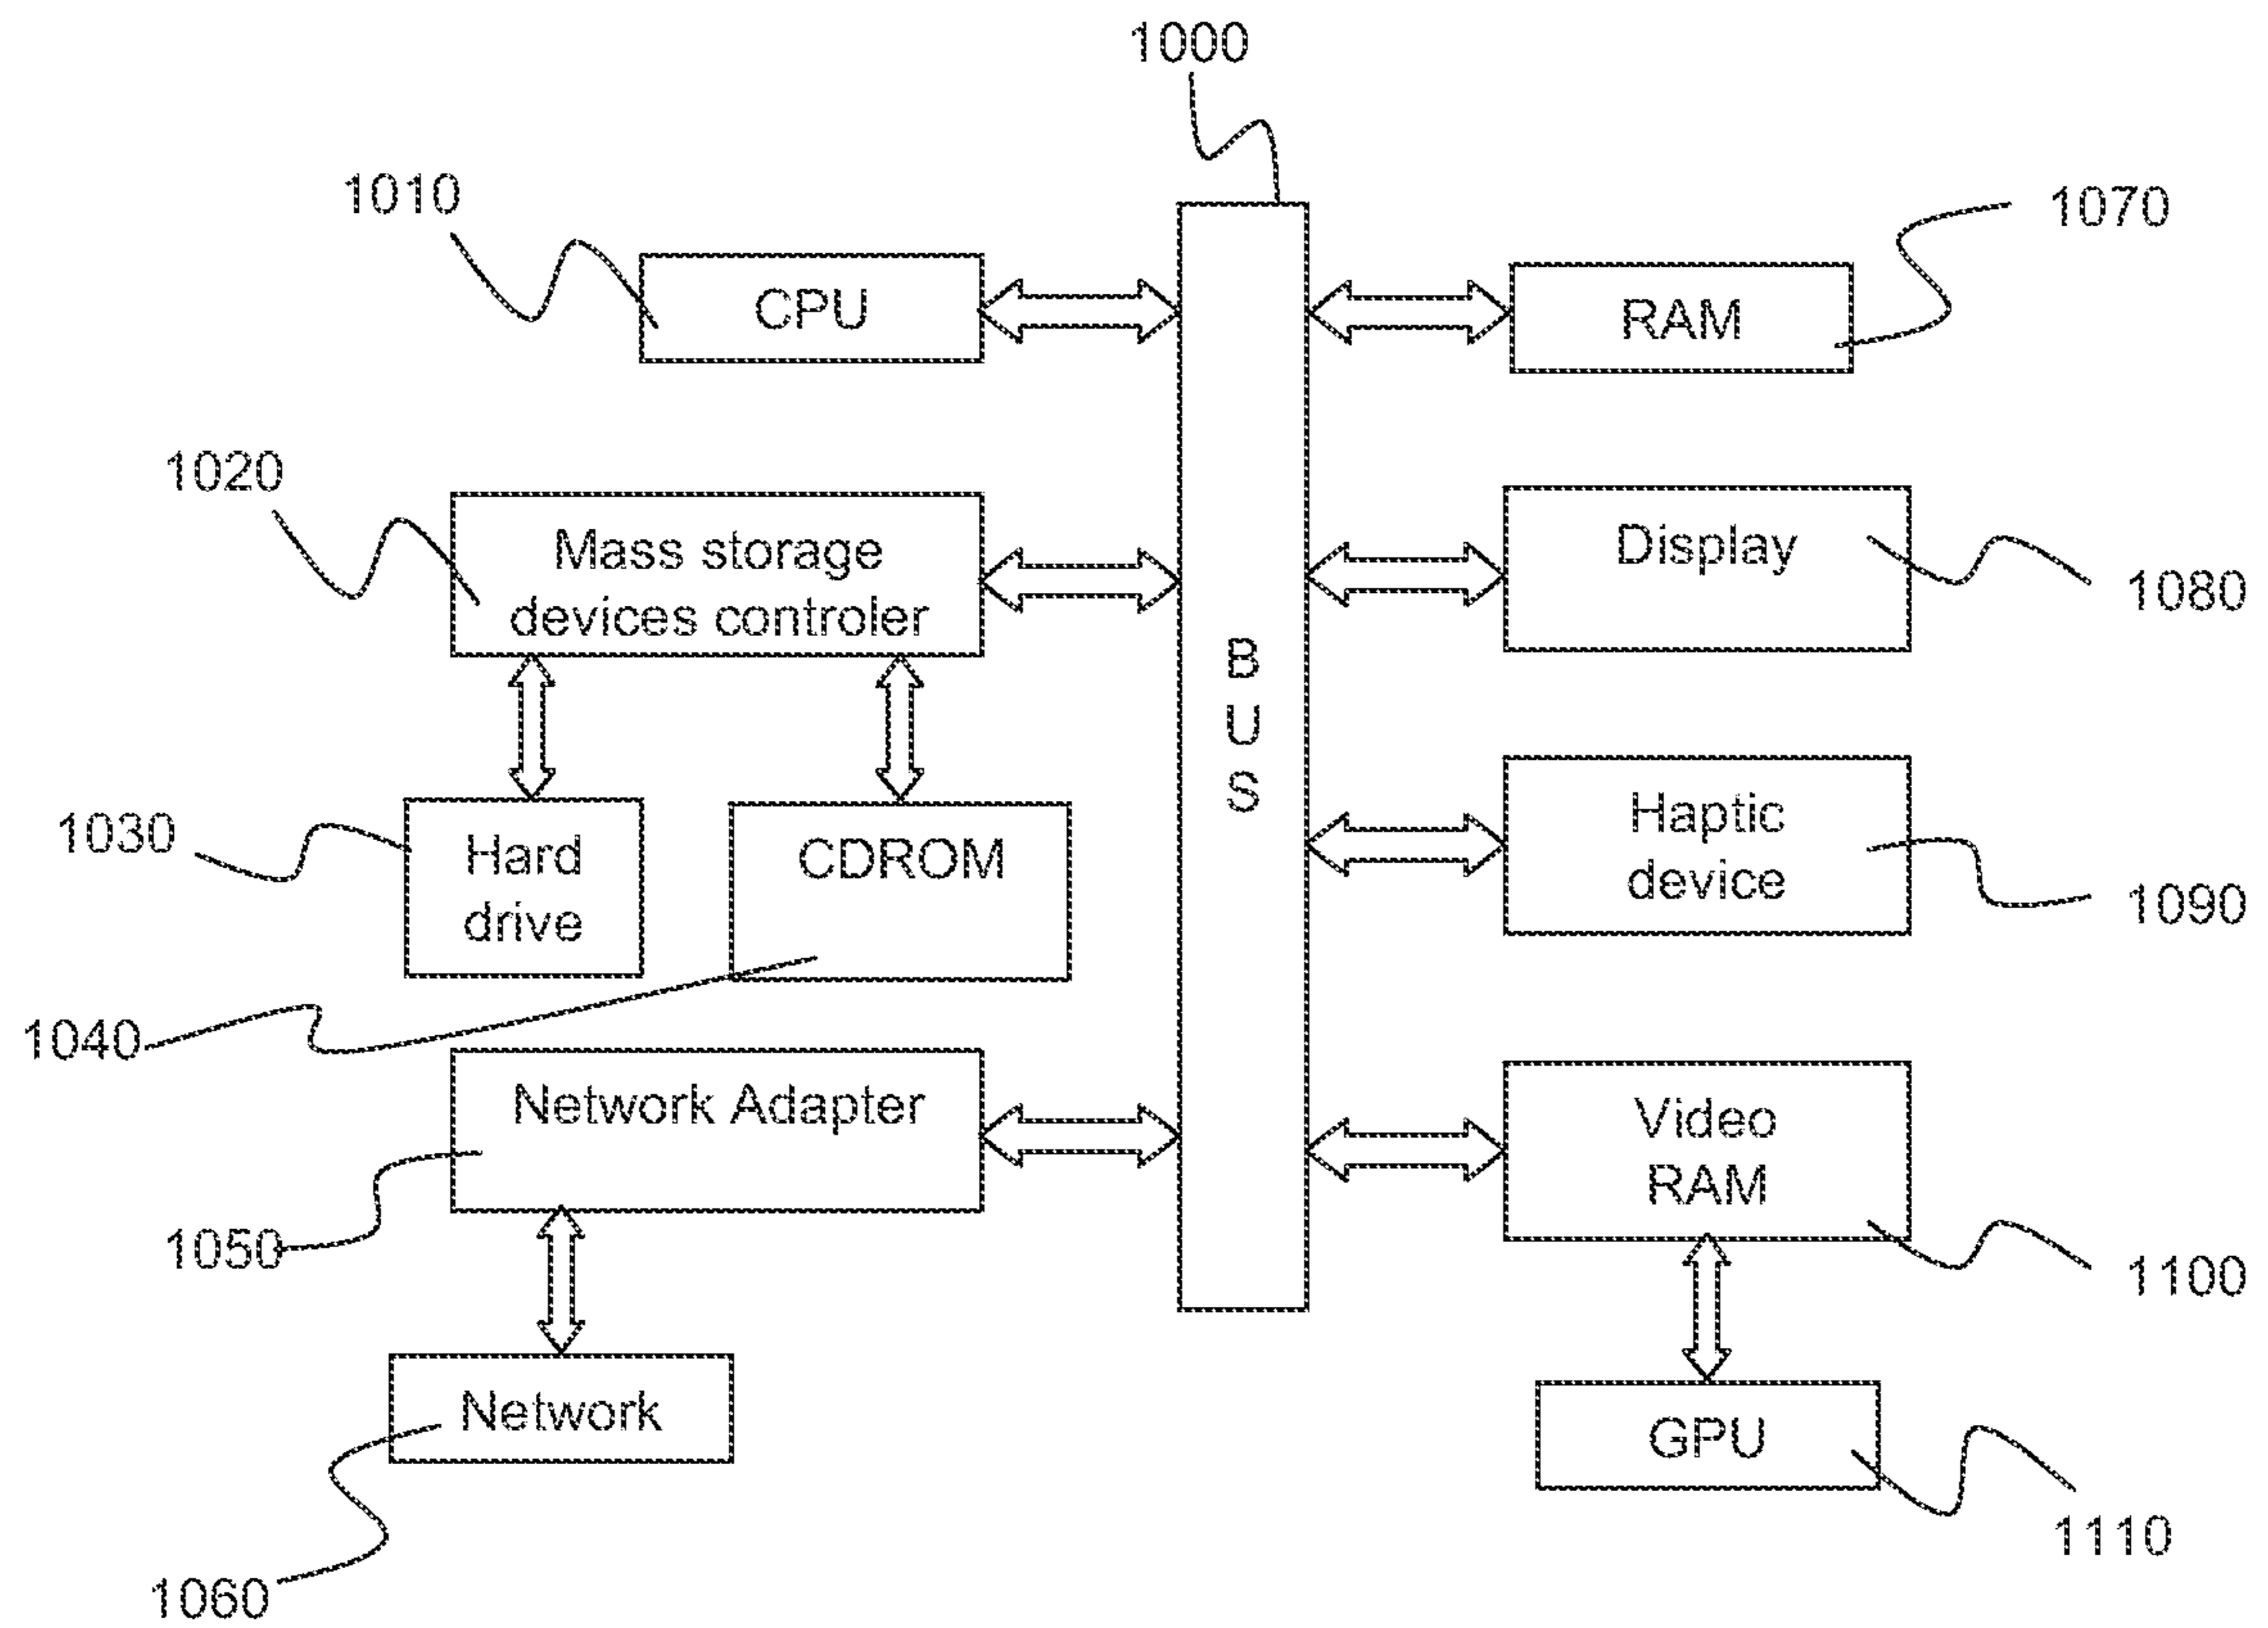 1000
1010
1070
CPU
RAM
1020
Mass storage
devices controler
Display
1080
B
U
S
1030
Hard
drive
CDROM
Haptic
device
1090
1040
Network Adapter
Video
RAM
1050
1100
Network
GPU
1110
1060